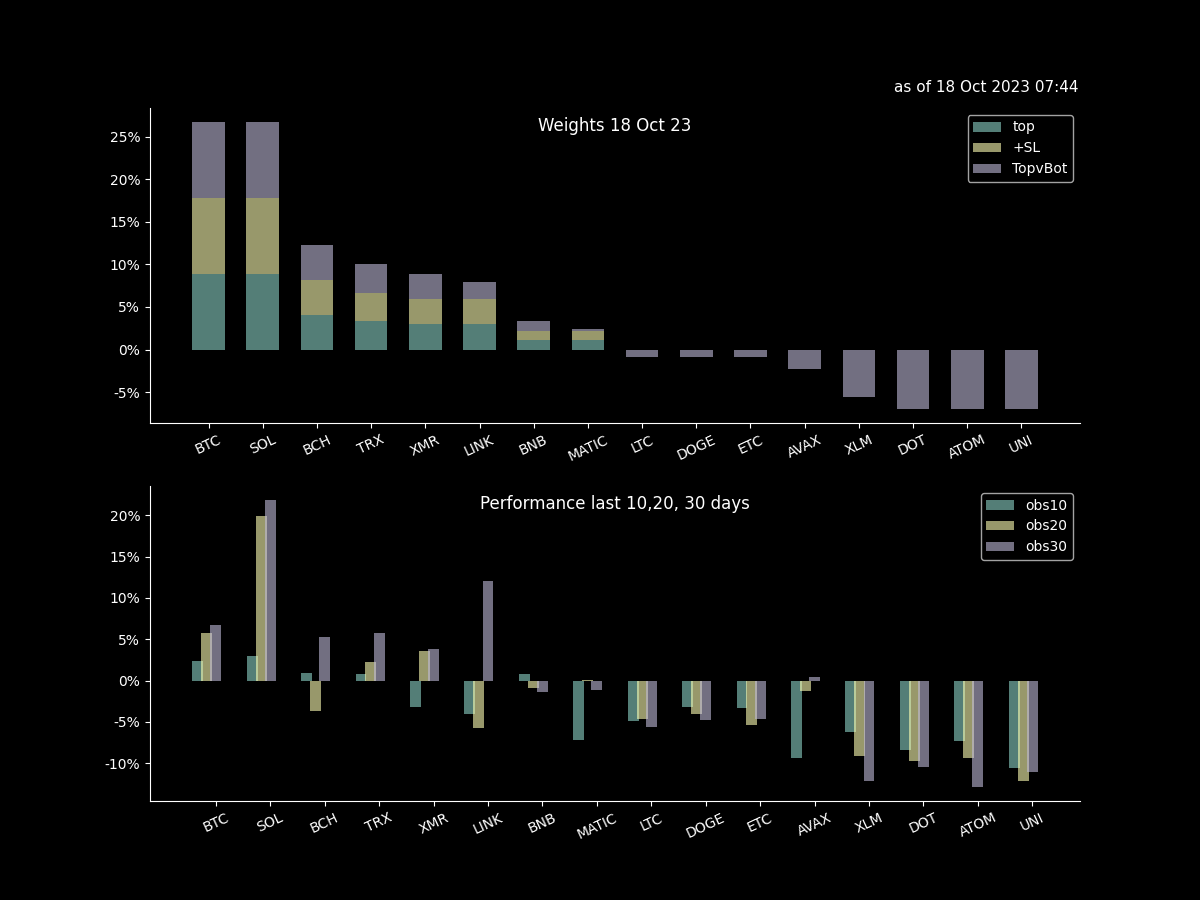 as of 18 Oct 2023 07:44
Weights 18 Oct 23
top
+SL
TopvBot
25%
20%
15%
10%
5%
0%
-5%
BTC SOL BCH TRX XMR LINK BNB MATIC LTC DOGE ETC AVAX XLM DOT ATOM UNI
Performance last 10,20, 30 days
obs10
obs20
obs30
20%
15%
10%
5%
0%
-5%
-10%
BTC SOL BCH TRX XMR LINK BNB MATIC LTC DOGE ETC AVAX XLM DOT ATOM UNI